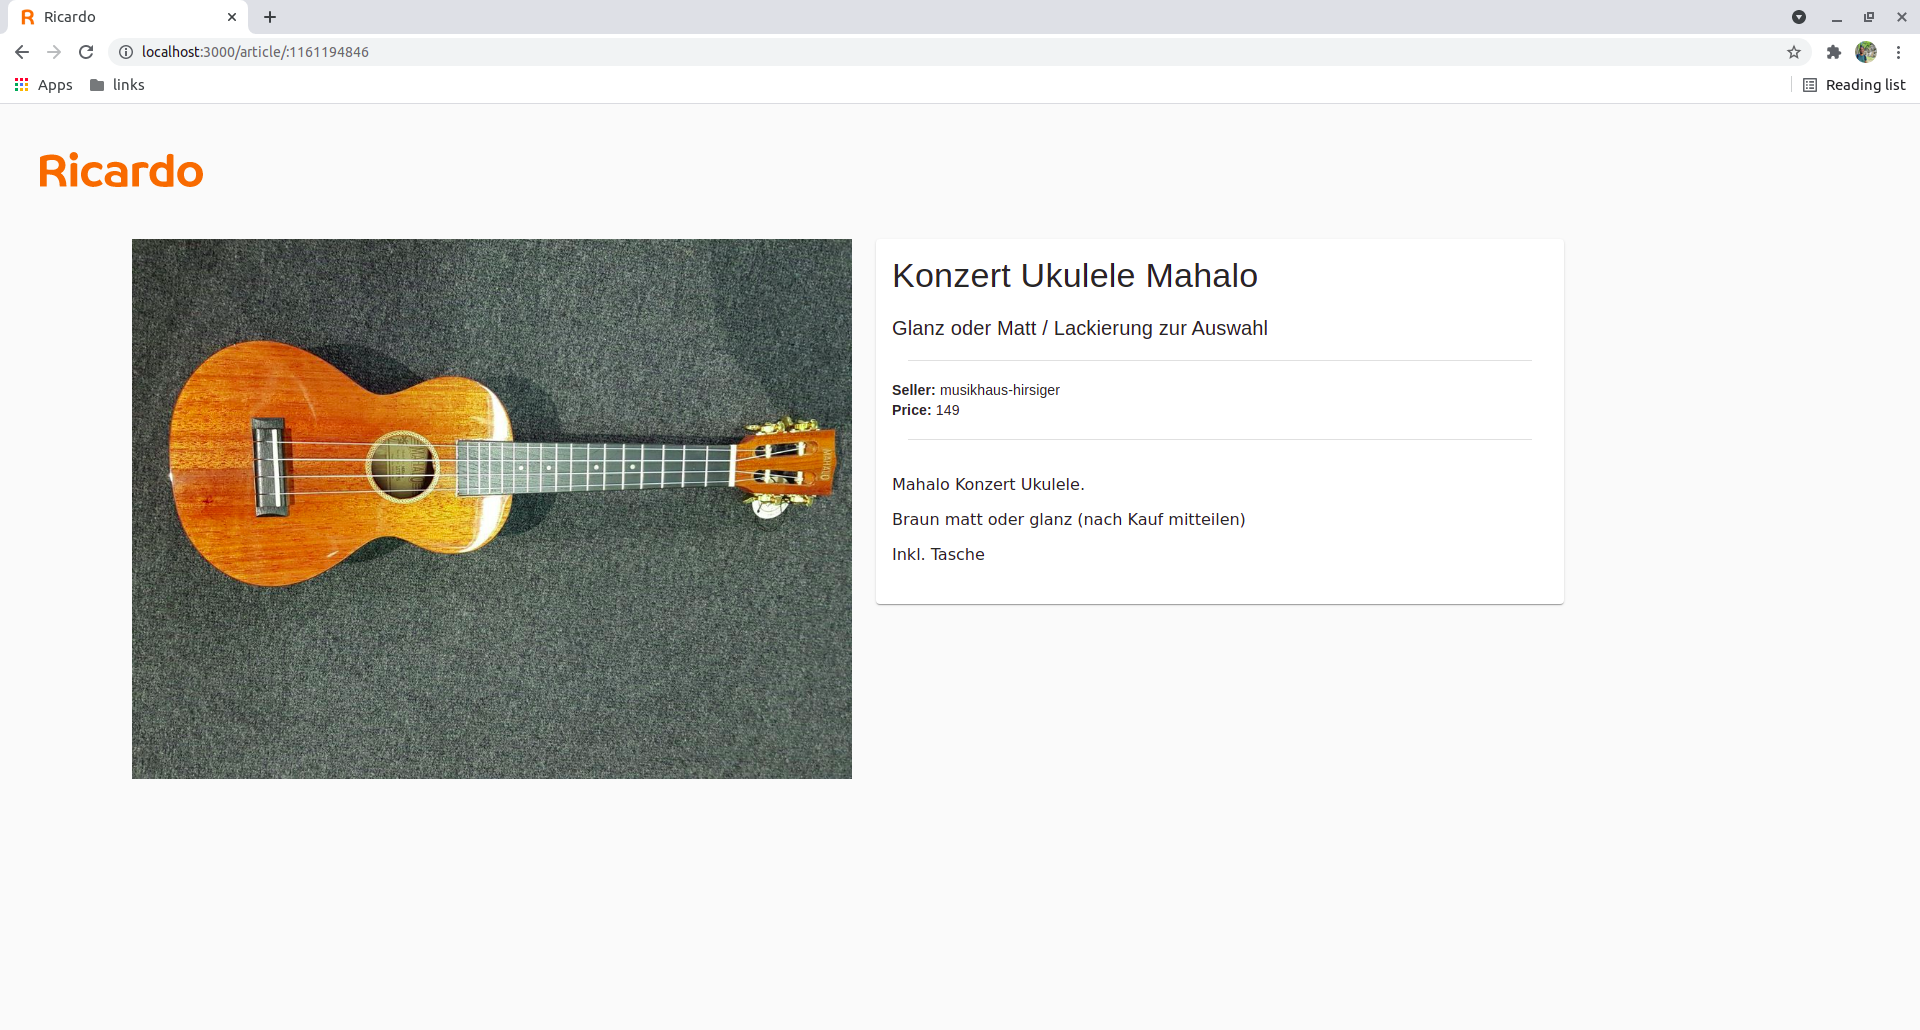 Ricardo
localhost:3000/article/:1161194846
Apps
links
Reading list
Ricardo
Konzert Ukulele Mahalo
Glanz oder Matt / Lackierung zur Auswahl
Seller: musikhaus-hirsiger
Price: 149
Mahalo Konzert Ukulele.
Braun matt oder glanz (nach Kauf mitteilen)
Inkl. Tasche
MAHALO